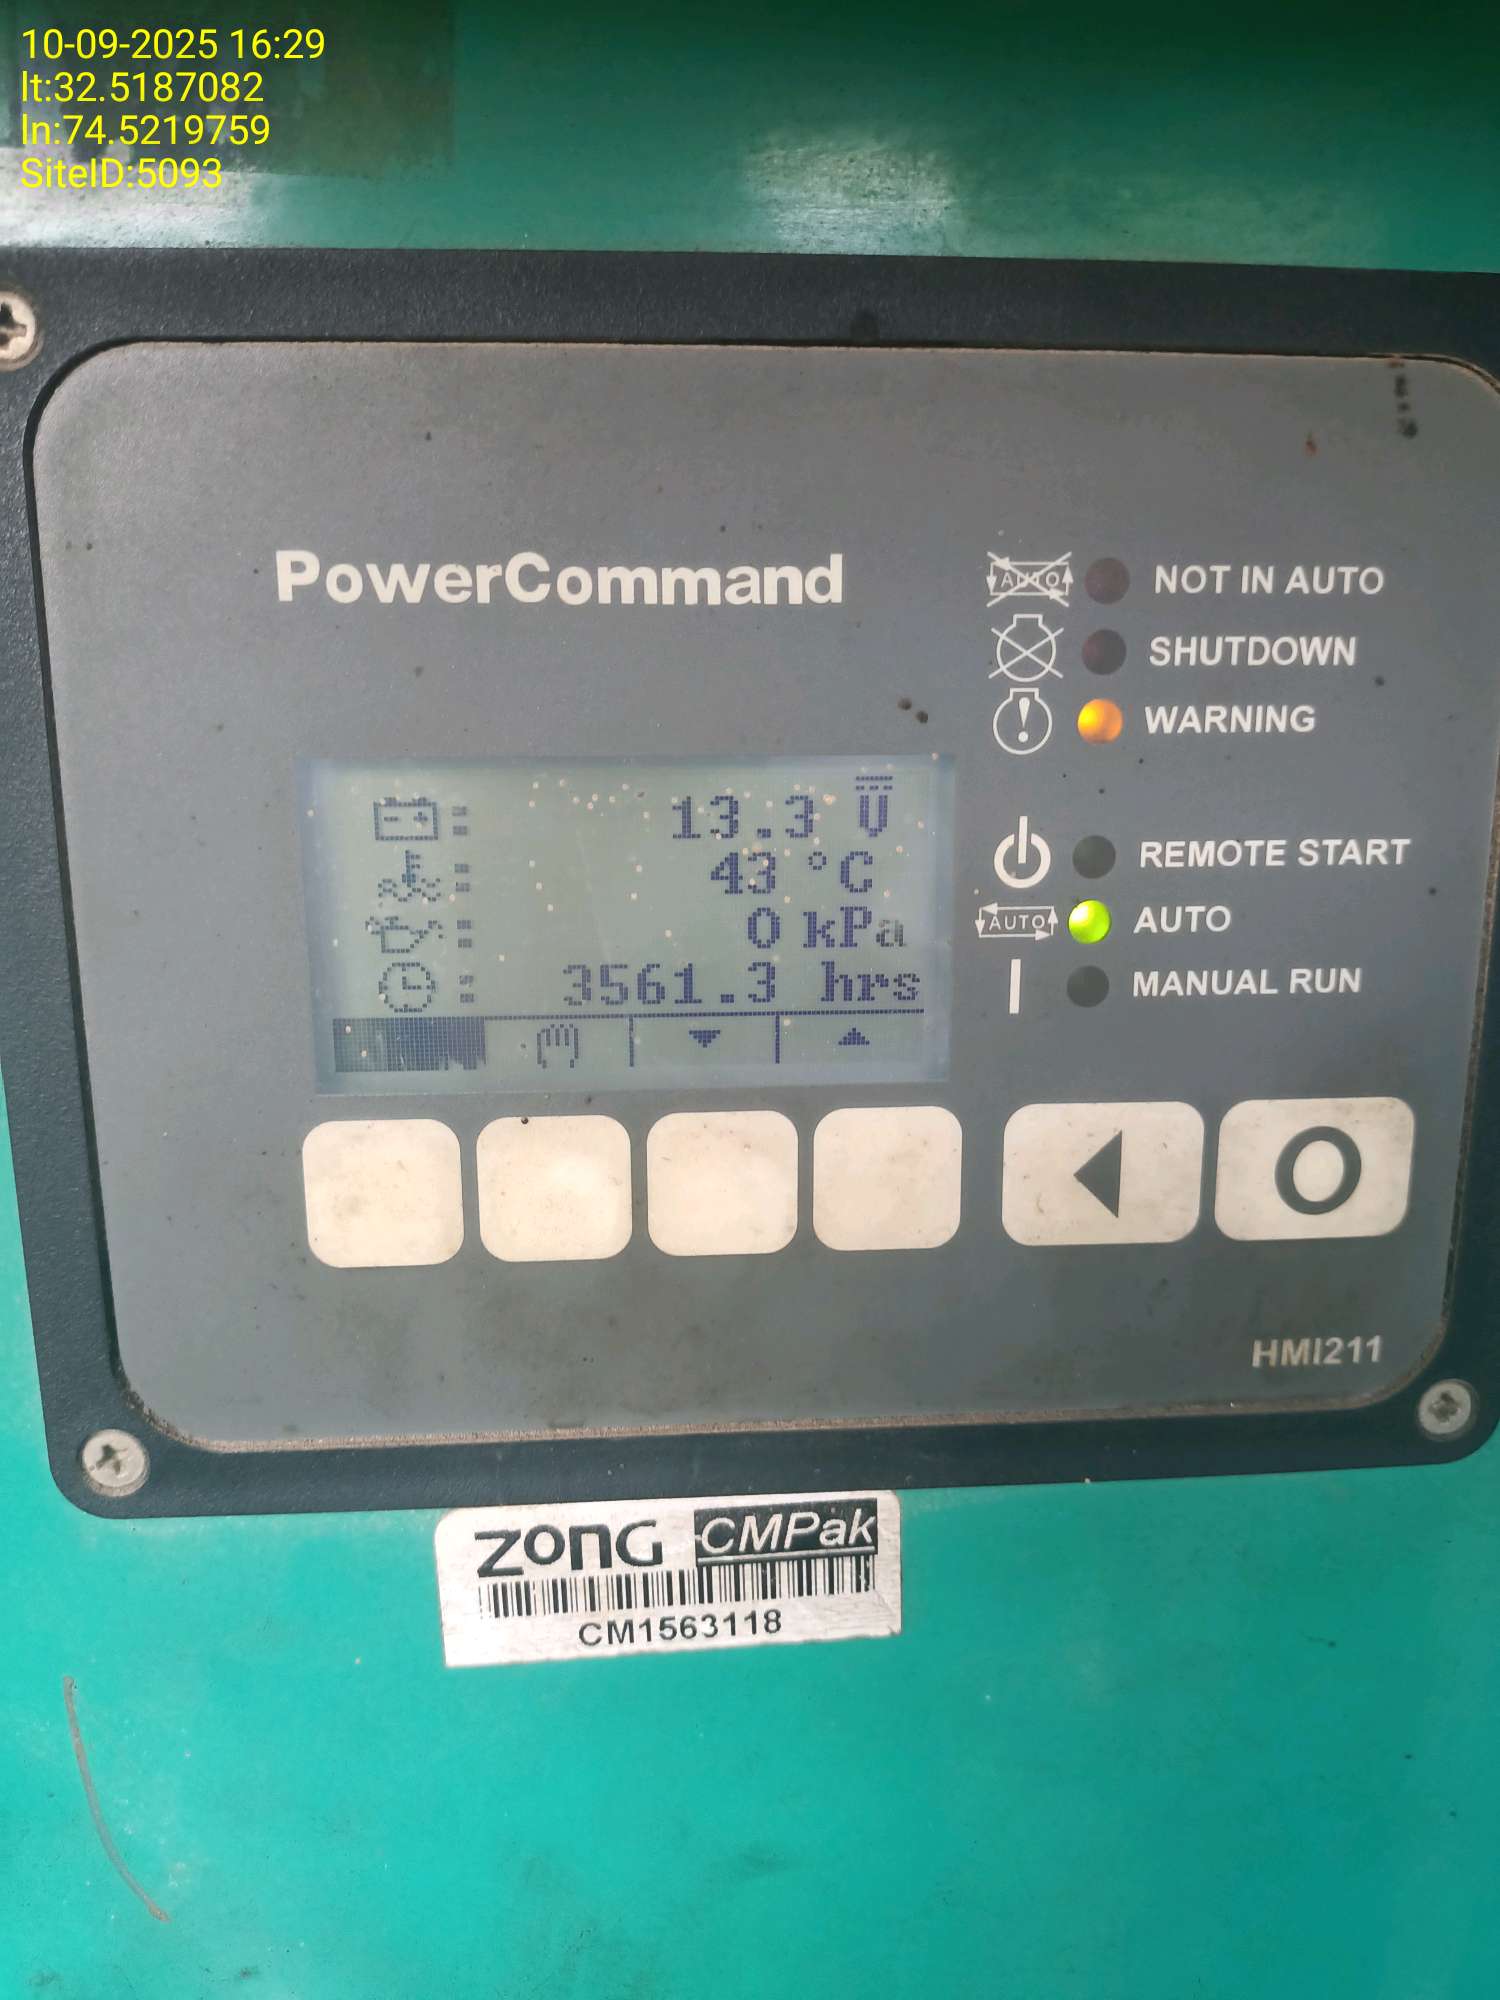 10-09-2025 16:29
lt:32.5187082
ln:74.5219759
SiteID:5093
PowerCommand
AUTO NOT IN AUTO
SHUTDOWN
! WARNING
13.3 V
43 °C
0 kPa
3561.3 hrs
REMOTE START
AUTO AUTO
MANUAL RUN
HMI211
ZONG CMPak
CM1563118